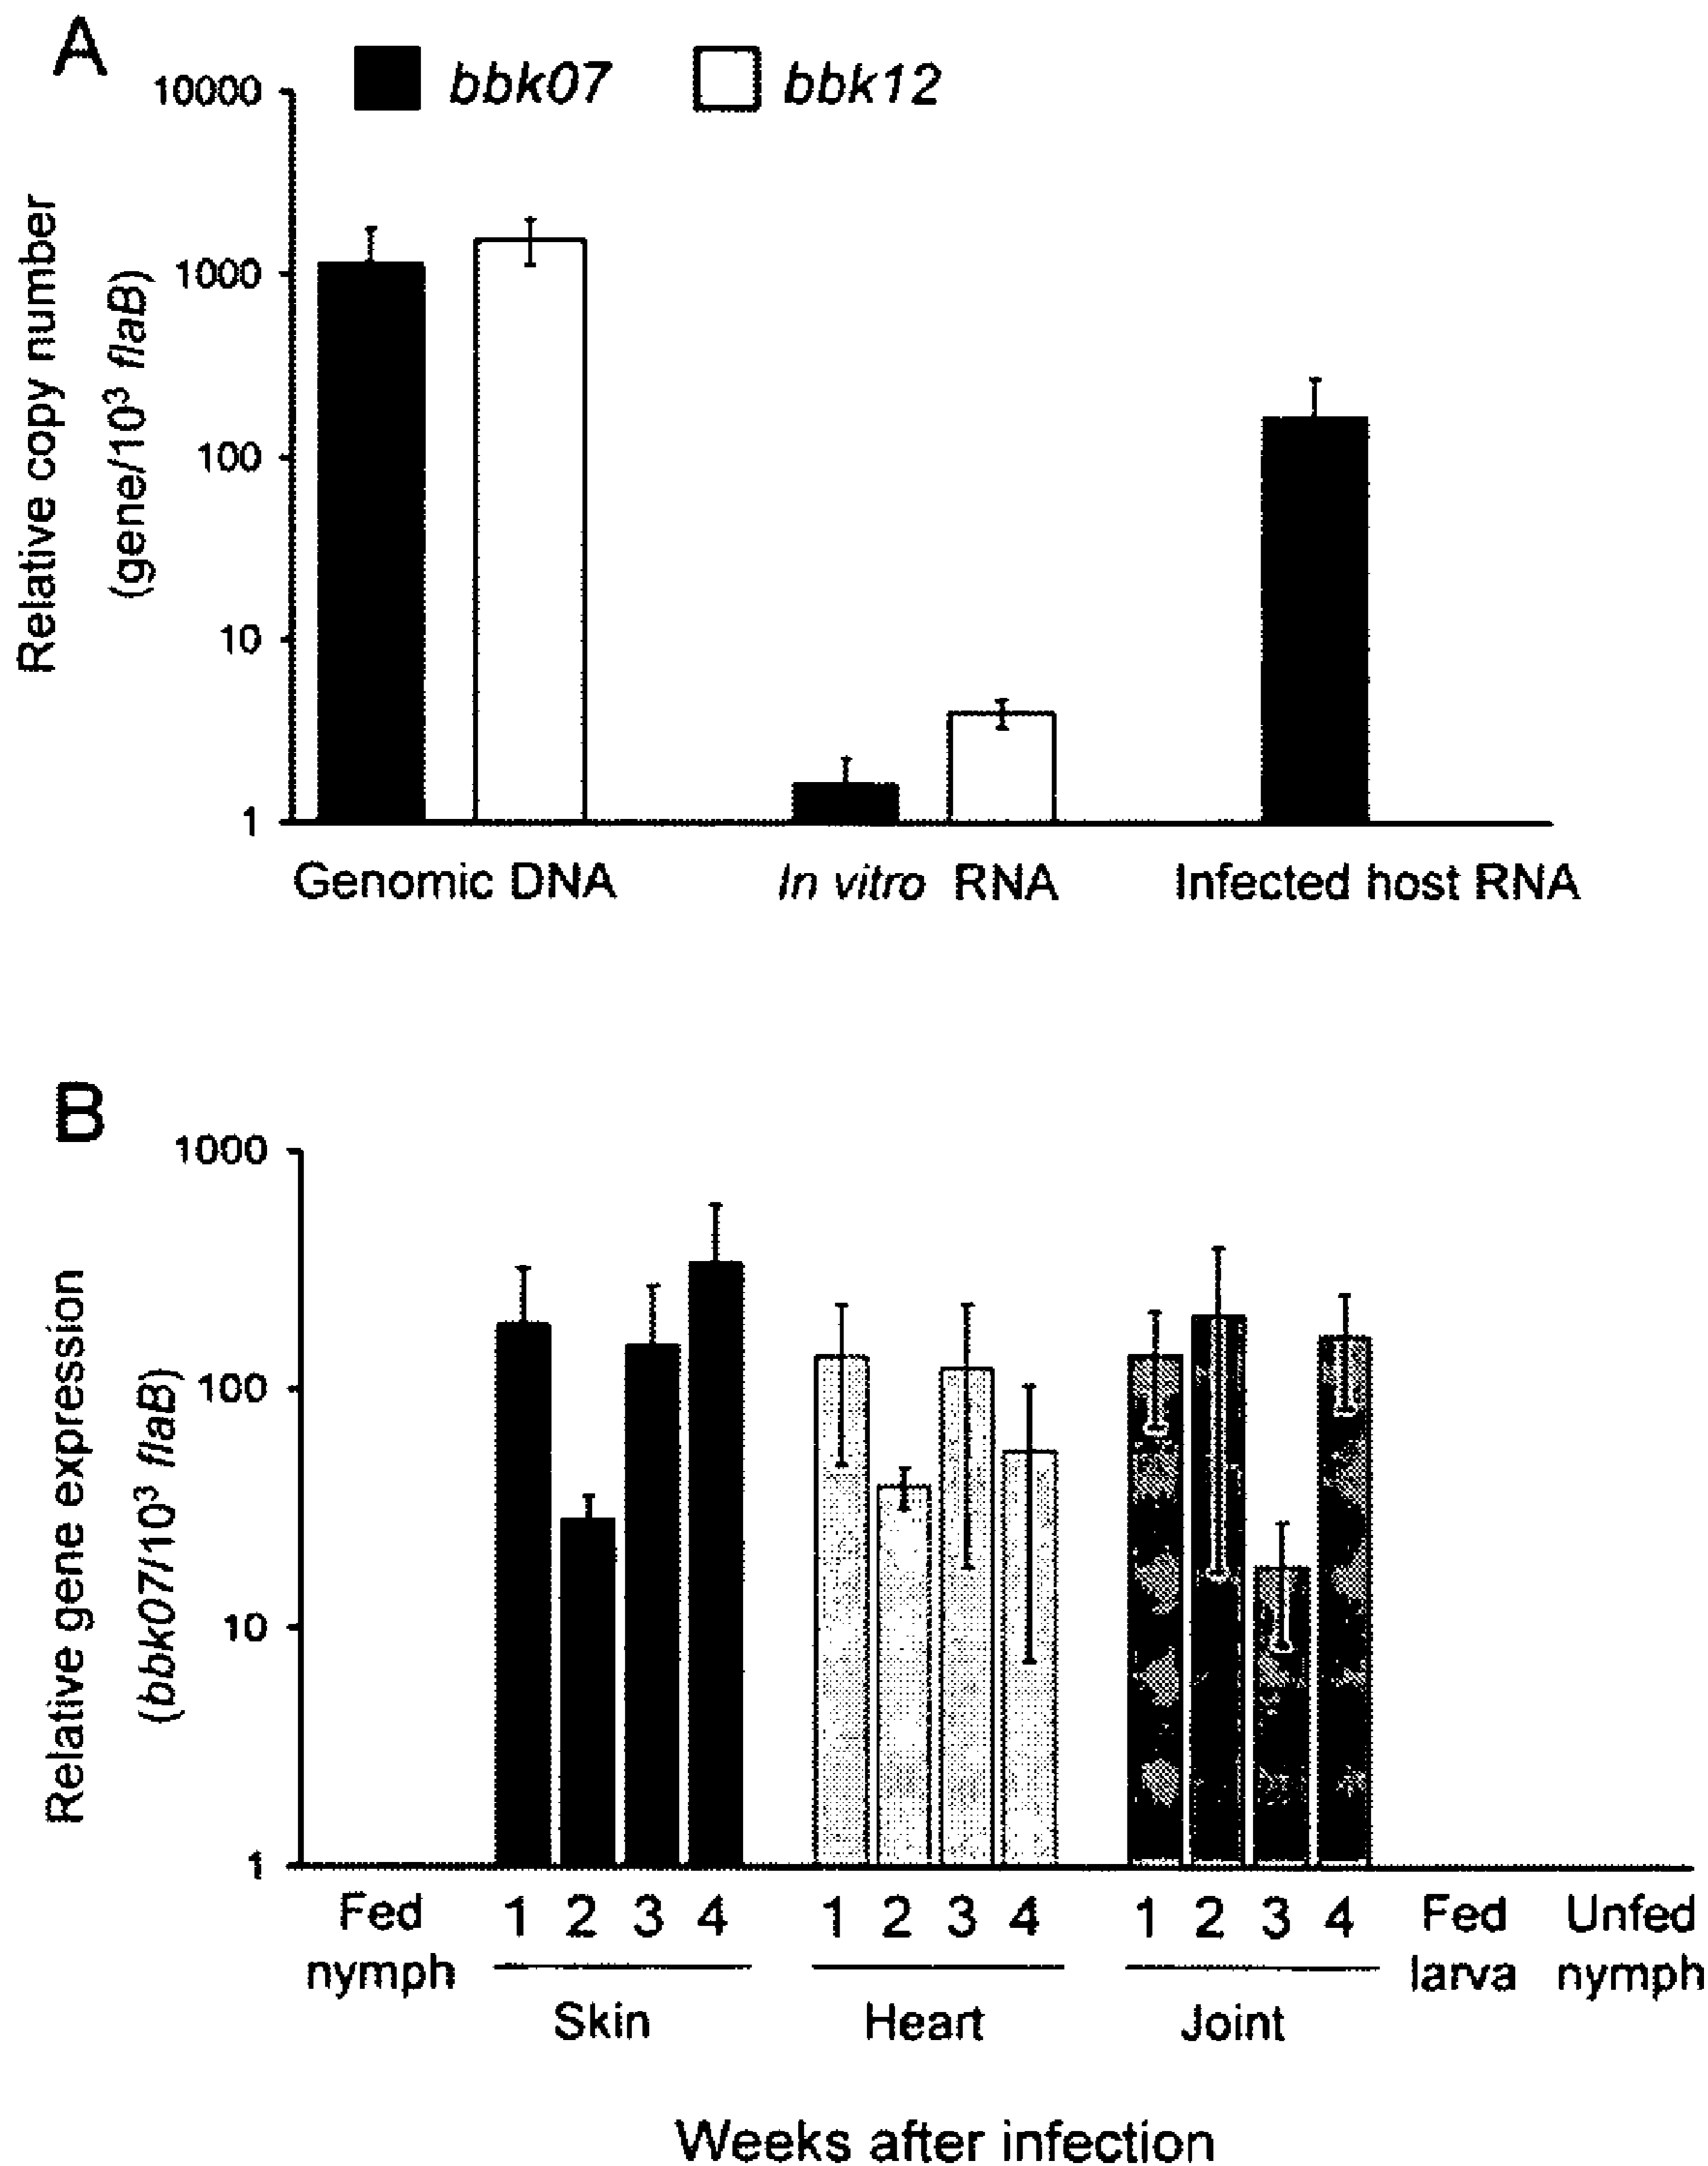 A
bbk07 bbk12
10000
1000
100
10
1
Relative copy number
(gene/10³ flaB)
Genomic DNA In vitro RNA Infected host RNA
B
1000
100
10
1
Relative gene expression
(bbk07/10³ flaB)
Fed 1 2 3 4 1 2 3 4 1 2 3 4 Fed Unfed
nymph larva nymph
Skin Heart Joint
Weeks after infection